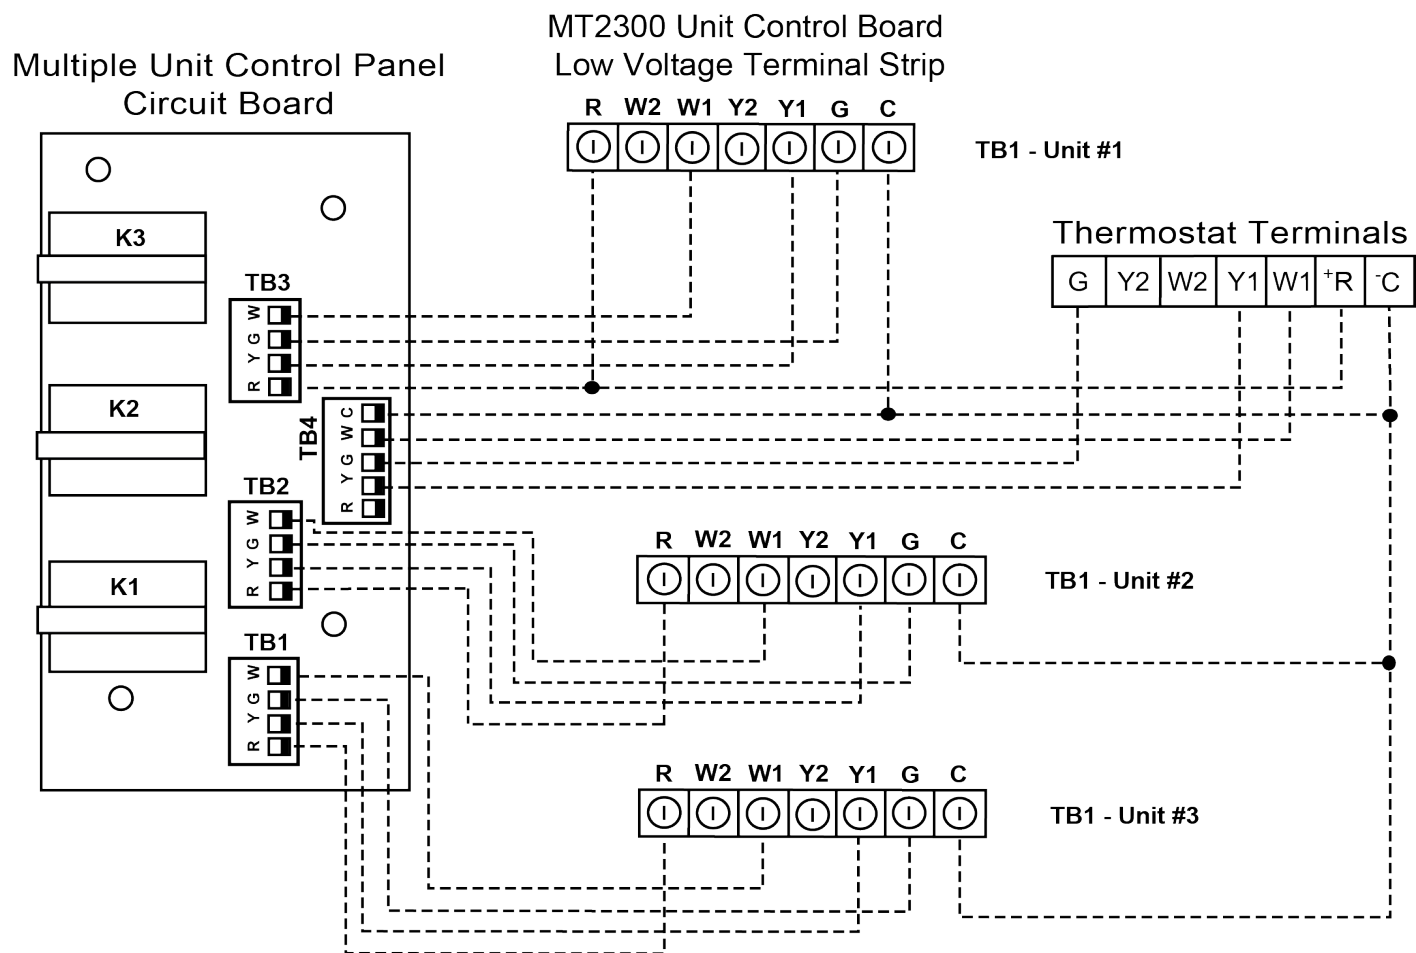 MT2300 Unit Control Board
Low Voltage Terminal Strip
Multiple Unit Control Panel
Circuit Board
R W2 W1 Y2 Y1 G C
TB1 - Unit #1
Thermostat Terminals
G Y2 W2 Y1 W1 +R -C
K3
TB3
W
G
Y
R
K2
TB4
C
W
G
Y
R
TB2
W
G
Y
R
R W2 W1 Y2 Y1 G C
TB1 - Unit #2
K1
TB1
W
G
Y
R
R W2 W1 Y2 Y1 G C
TB1 - Unit #3